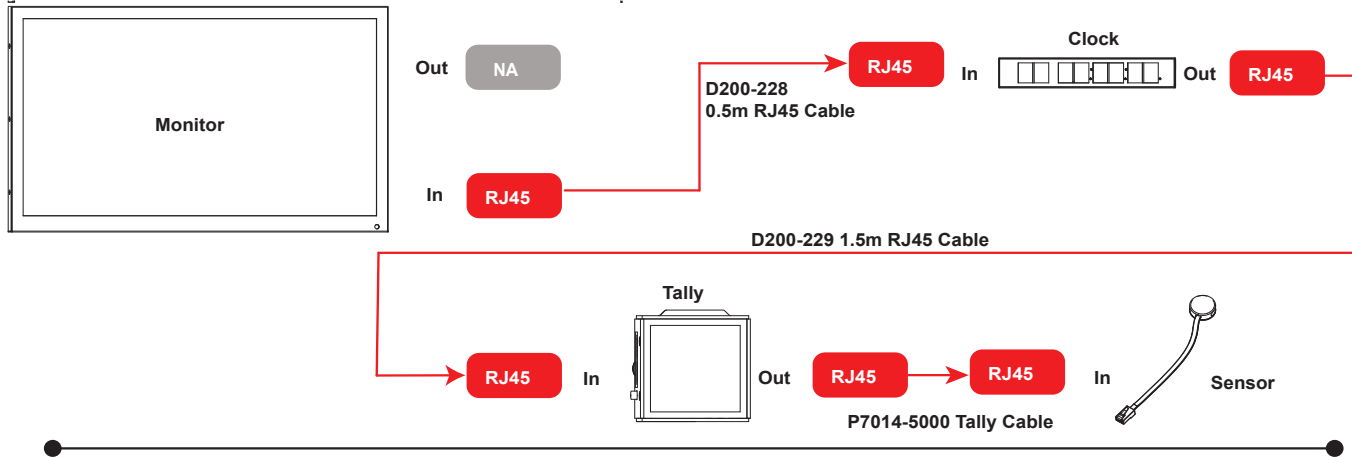 Clock
Out NA RJ45 In Out RJ45
D200-228
0.5m RJ45 Cable
Monitor
In RJ45
D200-229 1.5m RJ45 Cable
Tally
RJ45 In Out RJ45 RJ45 In Sensor
P7014-5000 Tally Cable